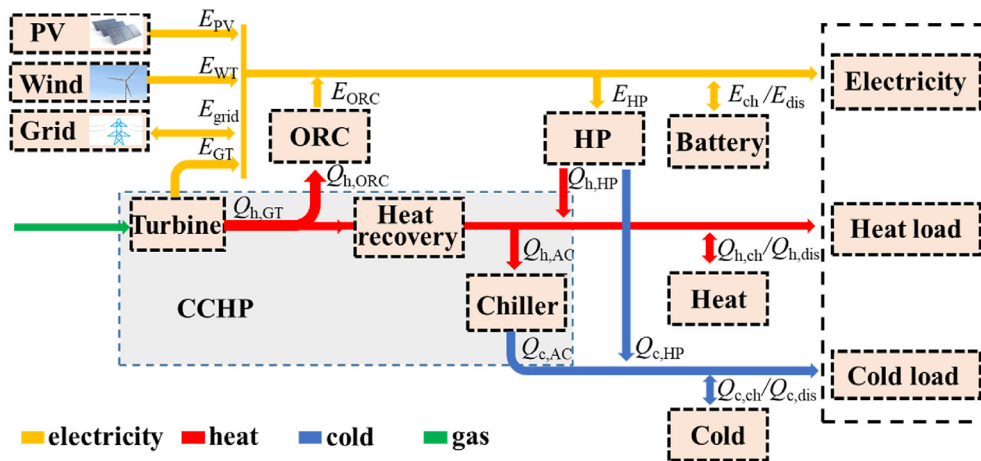 PV
E_PV
Wind
E_WT
Grid
E_grid
E_GT
ORC
E_ORC
HP
E_HP
Battery
E_ch/E_dis
Electricity
Q_h,ORC
Q_h,HP
Turbine
Q_h,GT
Heat
recovery
Heat load
Q_h,AC
Q_h,ch/Q_h,dis
CCHP
Chiller
Heat
Q_c,AC
Q_c,HP
Cold load
Q_c,ch/Q_c,dis
Cold
electricity
heat
cold
gas